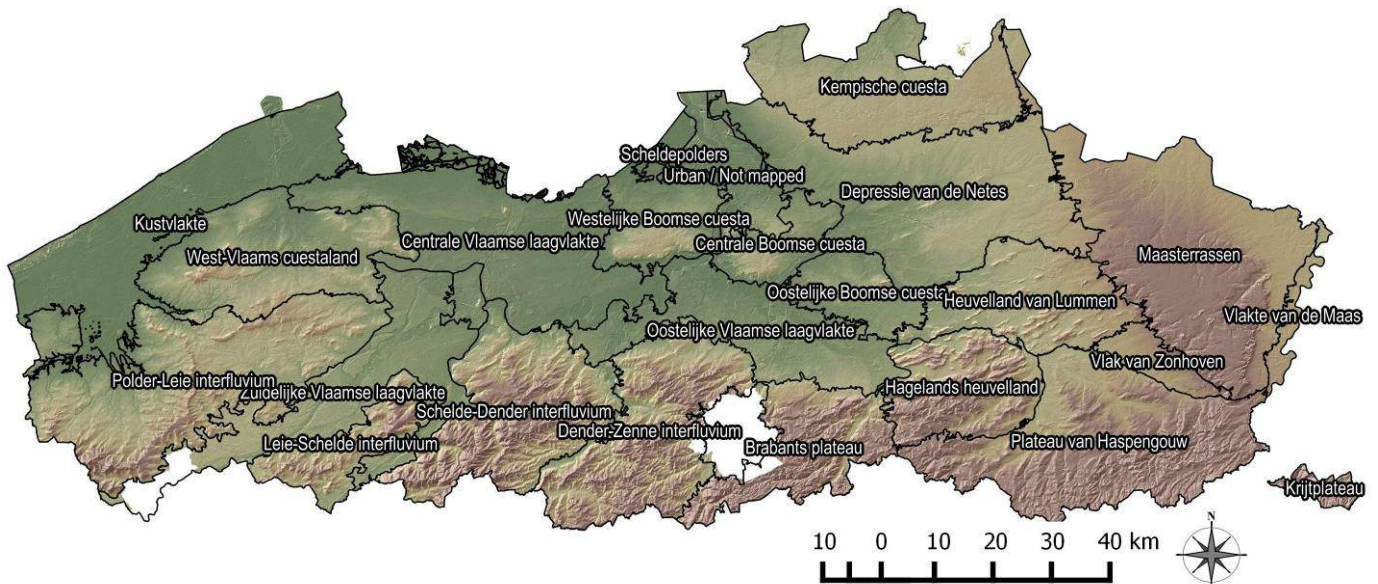 Kempische cuesta
Scheldepolders
Urban / Not mapped
Depressie van de Netes
Kustvlakte
Westelijke Boomse cuesta
West-Vlaams cuestaland
Centrale Vlaamse laagvlakte
Centrale Boomse cuesta
Maasterrassen
Oostelijke Boomse cuesta
Heuvelland van Lummen
Vlakte van de Maas
Oostelijke Vlaamse laagvlakte
Vlak van Zonhoven
Polder-Leie interfluvium
Zuidelijke Vlaamse laagvlakte
Hagelands heuvelland
Schelde-Dender interfluvium
Dender-Zenne interfluvium
Leie-Schelde interfluvium
Brabants plateau
Plateau van Haspengouw
Krijtplateau
N
10 0 10 20 30 40 km